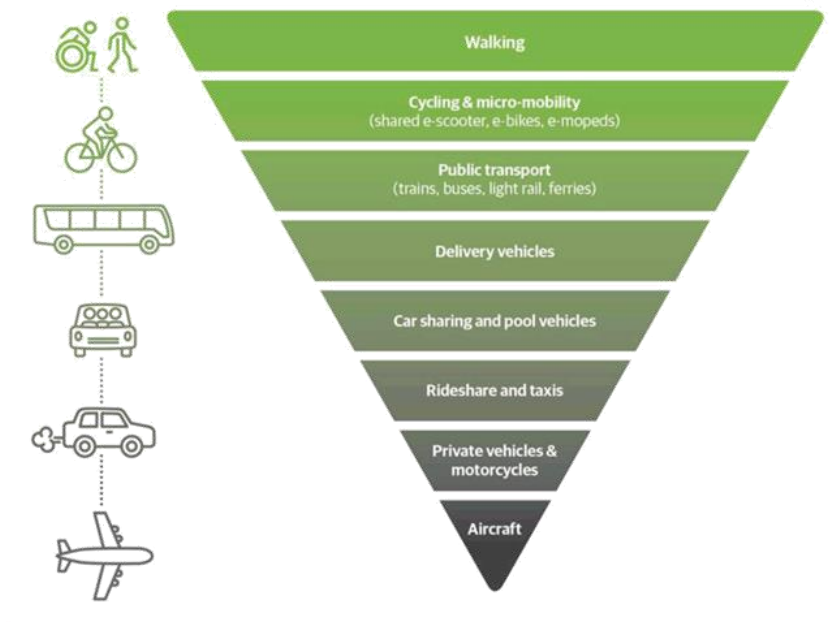 Walking
Cycling & micro-mobility
(shared e-scooter, e-bikes, e-mopeds)
Public transport
(trains, buses, light rail, ferries)
Delivery vehicles
Car sharing and pool vehicles
Rideshare and taxis
Private vehicles &
motorcycles
Aircraft